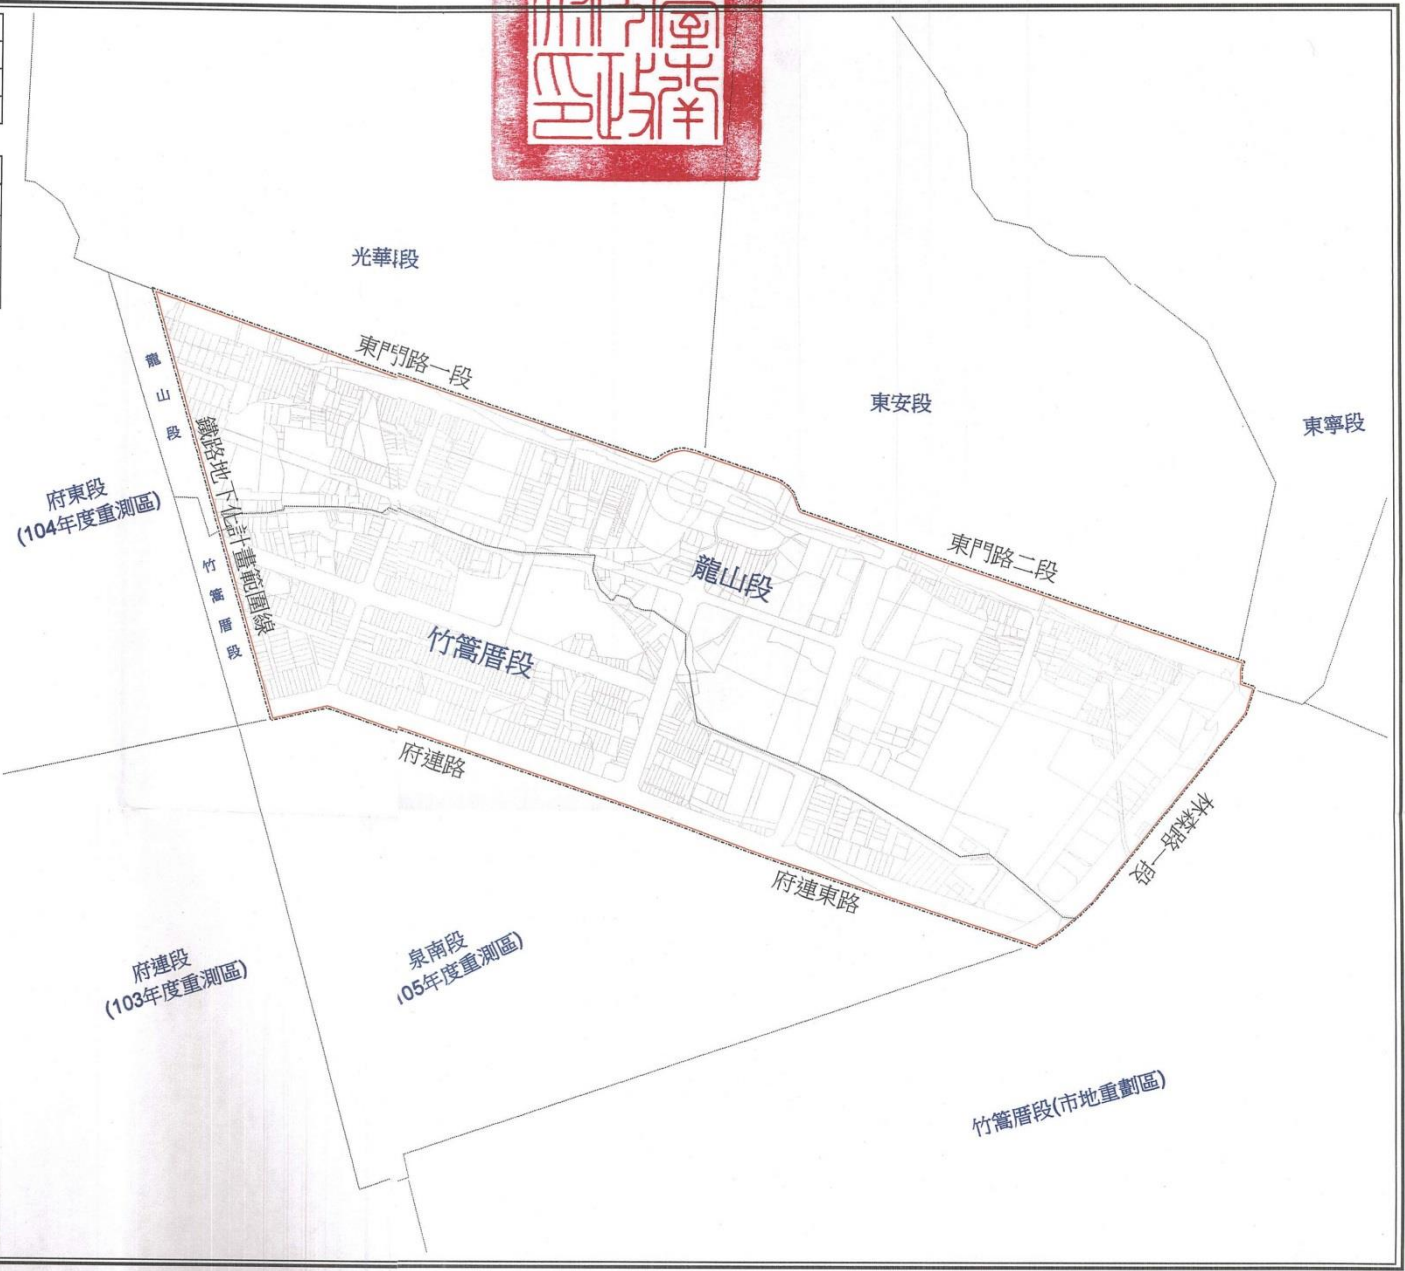 光華段
東門路一段
東安段
東寧段
龍山段
鐵路地下化計畫範圍線
府東段
(104年度重測區)
東門路二段
龍山段
竹篙厝段
竹篙厝段
府連路
林森路一段
府連東路
府連段
(103年度重測區)
泉南段
105年度重測區)
竹篙厝段(市地重劃區)